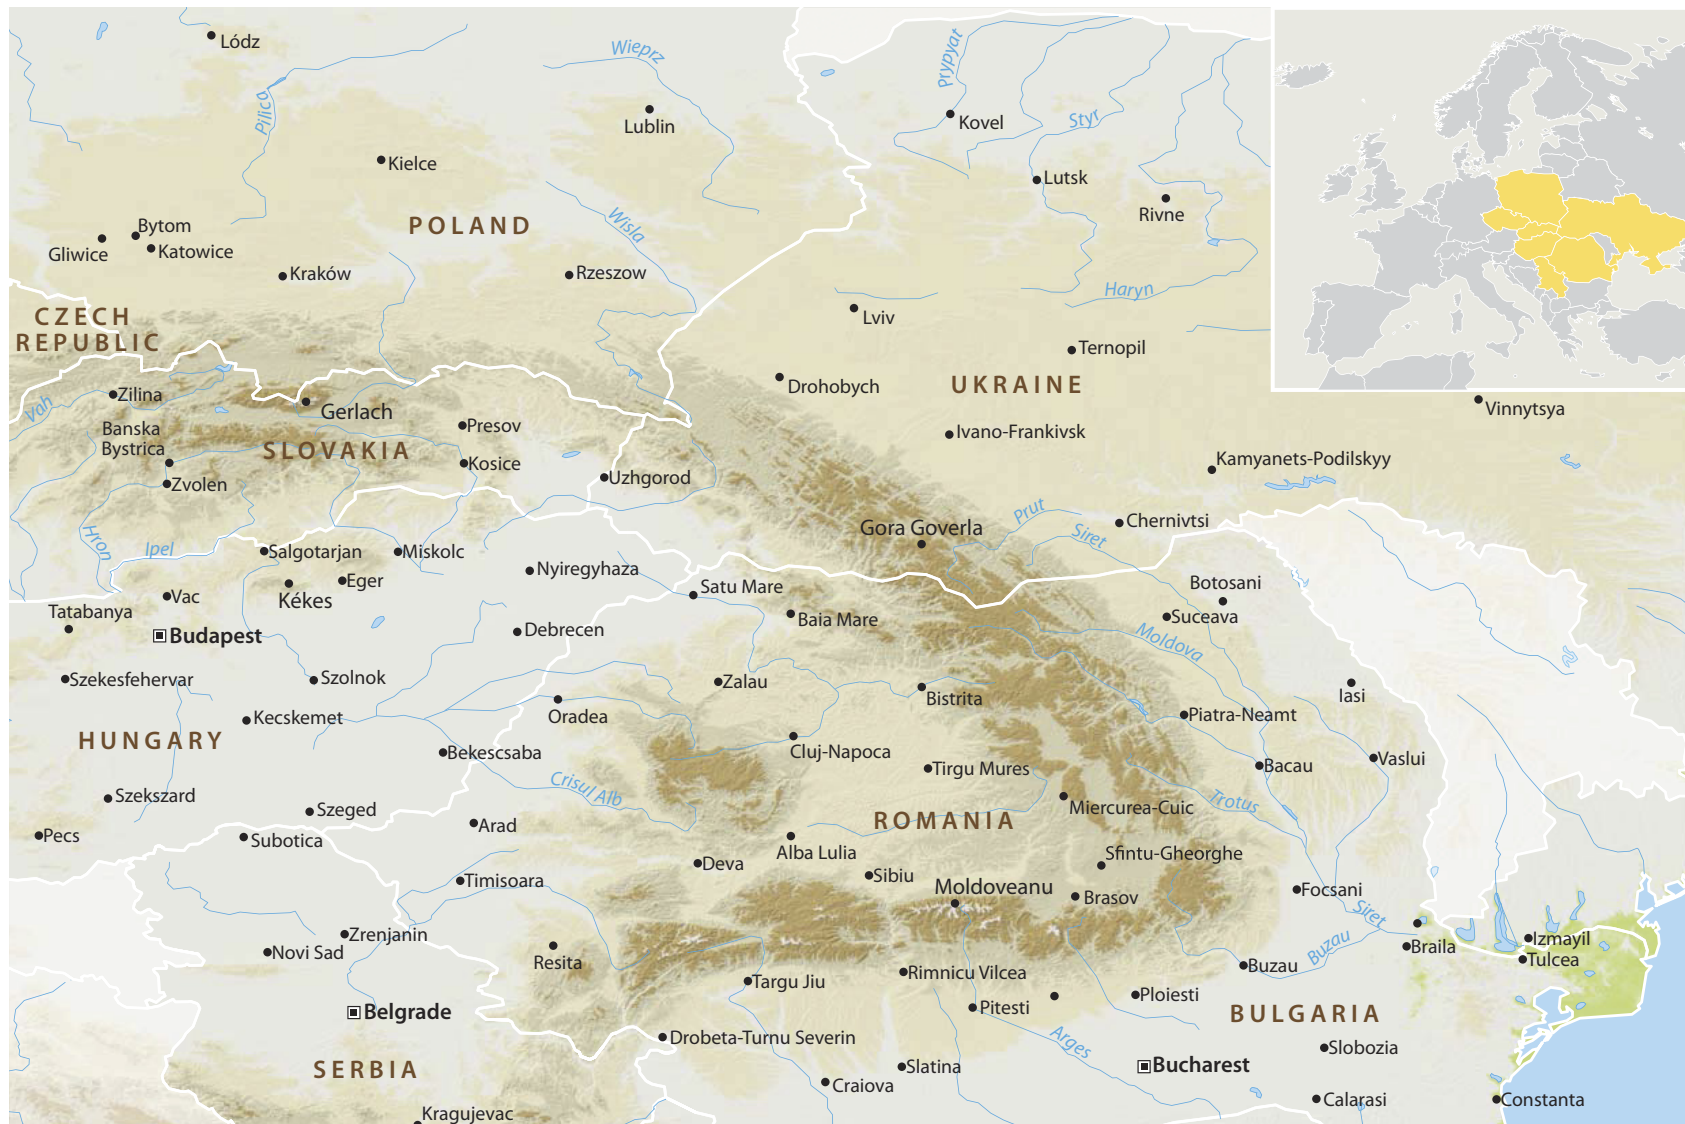 Lódz
Wieprz
Prypyat
Pilica
Lublin
Kovel
Styr
Kielce
Lutsk
Rivne
Bytom
Gliwice
Katowice
POLAND
Wisla
Kraków
Rzeszow
Haryn
CZECH
REPUBLIC
Lviv
Ternopil
Drohobych
UKRAINE
Vah
Zilina
Gerlach
Vinnytsya
Banska
Bystrica
SLOVAKIA
Presov
Ivano-Frankivsk
Kosice
Kamyanets-Podilskyy
Zvolen
Uzhgorod
Prut
Gora Goverla
Chernivtsi
Siret
Hron
Ipel
Salgotarjan
Miskolc
Nyiregyhaza
Eger
Kékes
Vac
Satu Mare
Botosani
Tatabanya
Baia Mare
Suceava
Budapest
Debrecen
Moldova
Szekesfehervar
Szolnok
Zalau
Bistrita
Iasi
Kecskemet
Oradea
Piatra-Neamt
HUNGARY
Bekescsaba
Cluj-Napoca
Tirgu Mures
Bacau
Vaslui
Szekszard
Crisul Alb
Miercurea-Cuic
Trotus
Szeged
Arad
ROMANIA
Pecs
Subotica
Alba Lulia
Sfintu-Gheorghe
Deva
Timisoara
Sibiu
Moldoveanu
Brasov
Focsani
Siret
Zrenjanin
Novi Sad
Resita
Buzau
Braila
Izmayil
Tulcea
Targu Jiu
Rimnicu Vilcea
Buzau
Ploiesti
Pitesti
Belgrade
BULGARIA
Drobeta-Turnu Severin
Arges
Slobozia
SERBIA
Slatina
Bucharest
Craiova
Calarasi
Constanta
Kragujevac